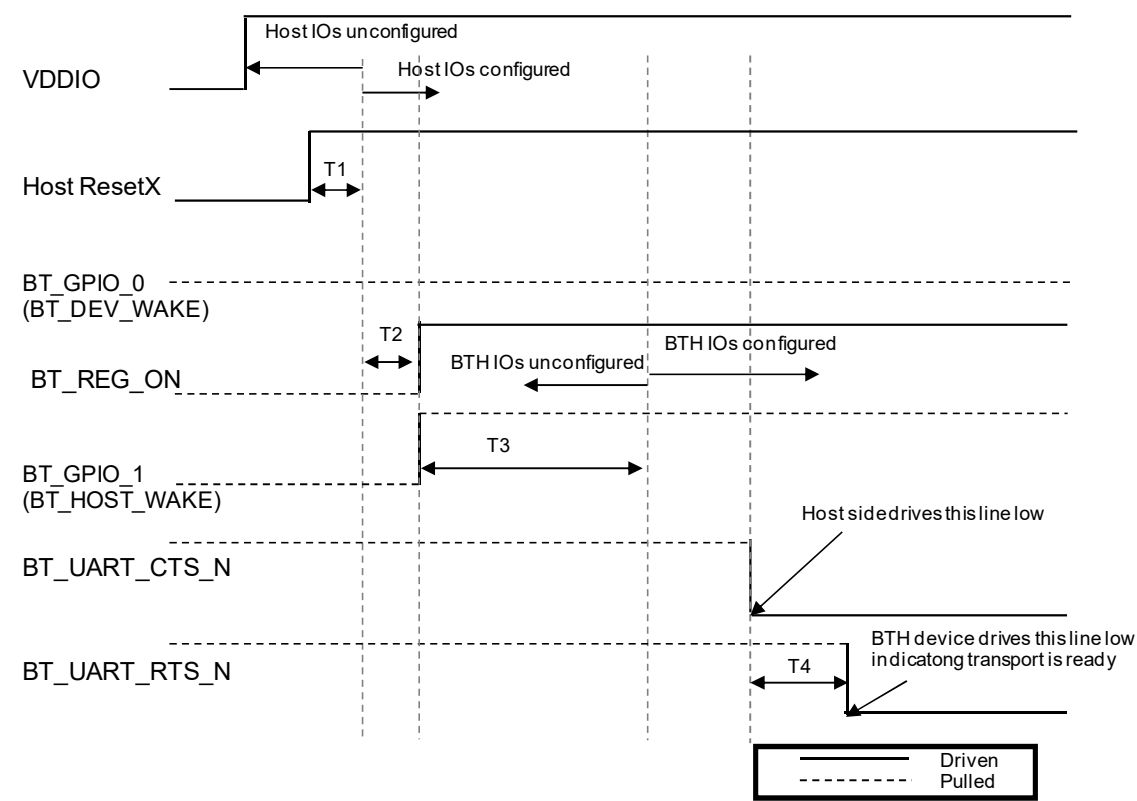 Host IOs unconfigured
Host IOs configured
VDDIO
T1
Host ResetX
BT_GPIO_0
(BT_DEV_WAKE)
T2
BTH IOs configured
BTH IOs unconfigured
BT_REG_ON
T3
BT_GPIO_1
(BT_HOST_WAKE)
Host side drives this line low
BT_UART_CTS_N
BTH device drives this line low
indicatong transport is ready
T4
BT_UART_RTS_N
Driven
Pulled